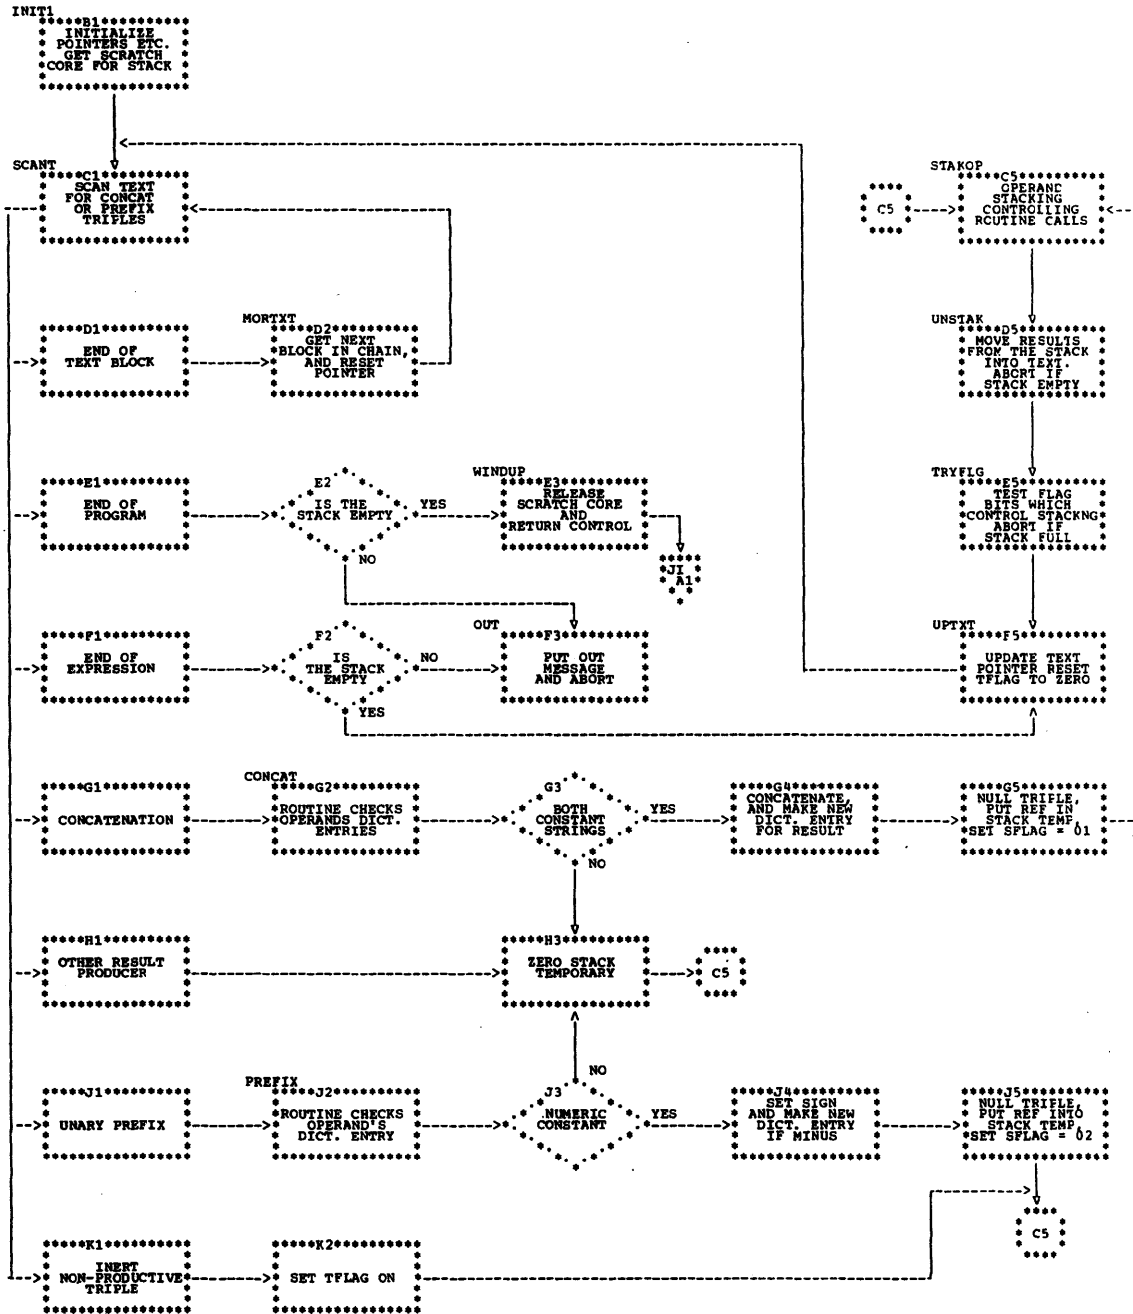 INIT1
B1
INITIALIZE
POINTERS ETC.
GET SCRATCH
CORE FOR STACK
SCANT
C1
SCAN TEXT
FOR CONCAT
OR PREFIX
TRIPLES
C5
STAKOP
C5
OPERAND
STACKING
CONTROLLING
ROUTINE CALLS
D1
END OF
TEXT BLOCK
MORTXT
D2
GET NEXT
BLOCK IN CHAIN,
AND RESET
POINTER
UNSTAK
D5
MOVE RESULTS
FROM THE STACK
INTO TEXT.
ABORT IF
STACK EMPTY
E1
END OF
PROGRAM
E2
IS THE
STACK EMPTY
YES
NO
WINDUP
E3
RELEASE
SCRATCH CORE
AND
RETURN CONTROL
JI
A1
TRYFLG
E5
TEST FLAG
BITS WHICH
CONTROL STACKNG
ABORT IF
STACK FULL
F1
END OF
EXPRESSION
F2
IS
THE STACK
EMPTY
NO
YES
OUT
F3
PUT OUT
MESSAGE
AND ABORT
UPTXT
F5
UPDATE TEXT
POINTER RESET
TFLAG TO ZERO
G1
CONCATENATION
CONCAT
G2
ROUTINE CHECKS
OPERANDS DICT.
ENTRIES
G3
BOTH
CONSTANT
STRINGS
YES
NO
G4
CONCATENATE,
AND MAKE NEW
DICT. ENTRY
FOR RESULT
G5
NULL TRIPLE,
PUT REF IN
STACK TEMP,
SET SFLAG = 01
H1
OTHER RESULT
PRODUCER
H3
ZERO STACK
TEMPORARY
C5
J1
UNARY PREFIX
PREFIX
J2
ROUTINE CHECKS
OPERAND'S
DICT. ENTRY
NO
J3
NUMERIC
CONSTANT
YES
J4
SET SIGN
AND MAKE NEW
DICT. ENTRY
IF MINUS
J5
NULL TRIPLE,
PUT REF INTO
STACK TEMP,
SET SFLAG = 02
C5
K1
INERT
NON-PRODUCTIVE
TRIPLE
K2
SET TFLAG ON